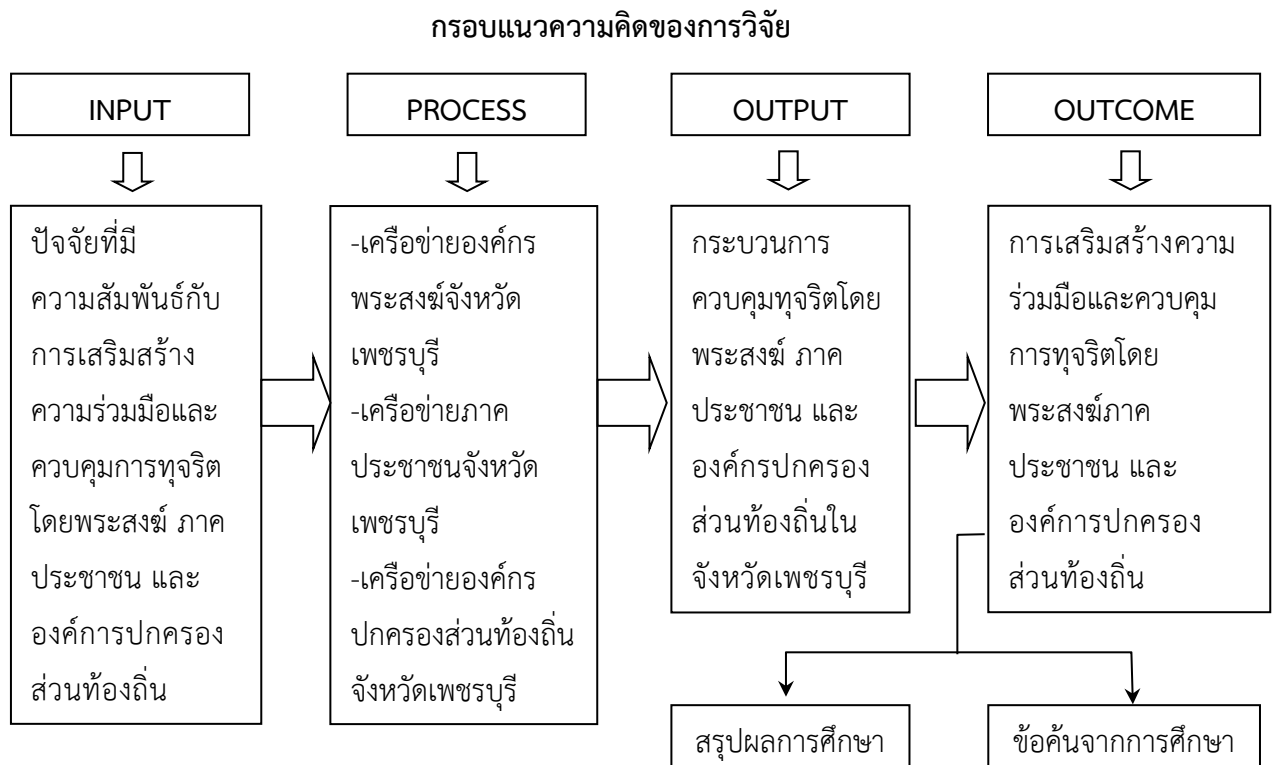 กรอบแนวความคิดของการวิจัย
INPUT
PROCESS
OUTPUT
OUTCOME
ปัจจัยที่มี
ความสัมพันธ์กับ
การเสริมสร้าง
ความร่วมมือและ
ควบคุมการทุจริต
โดยพระสงฆ์ ภาค
ประชาชน และ
องค์การปกครอง
ส่วนท้องถิ่น
-เครือข่ายองค์กร
พระสงฆ์จังหวัด
เพชรบุรี
-เครือข่ายภาค
ประชาชนจังหวัด
เพชรบุรี
-เครือข่ายองค์กร
ปกครองส่วนท้องถิ่น
จังหวัดเพชรบุรี
กระบวนการ
ควบคุมทุจริตโดย
พระสงฆ์ ภาค
ประชาชน และ
องค์กรปกครอง
ส่วนท้องถิ่นใน
จังหวัดเพชรบุรี
การเสริมสร้างความ
ร่วมมือและควบคุม
การทุจริตโดย
พระสงฆ์ภาค
ประชาชน และ
องค์การปกครอง
ส่วนท้องถิ่น
สรุปผลการศึกษา
ข้อค้นจากการศึกษา